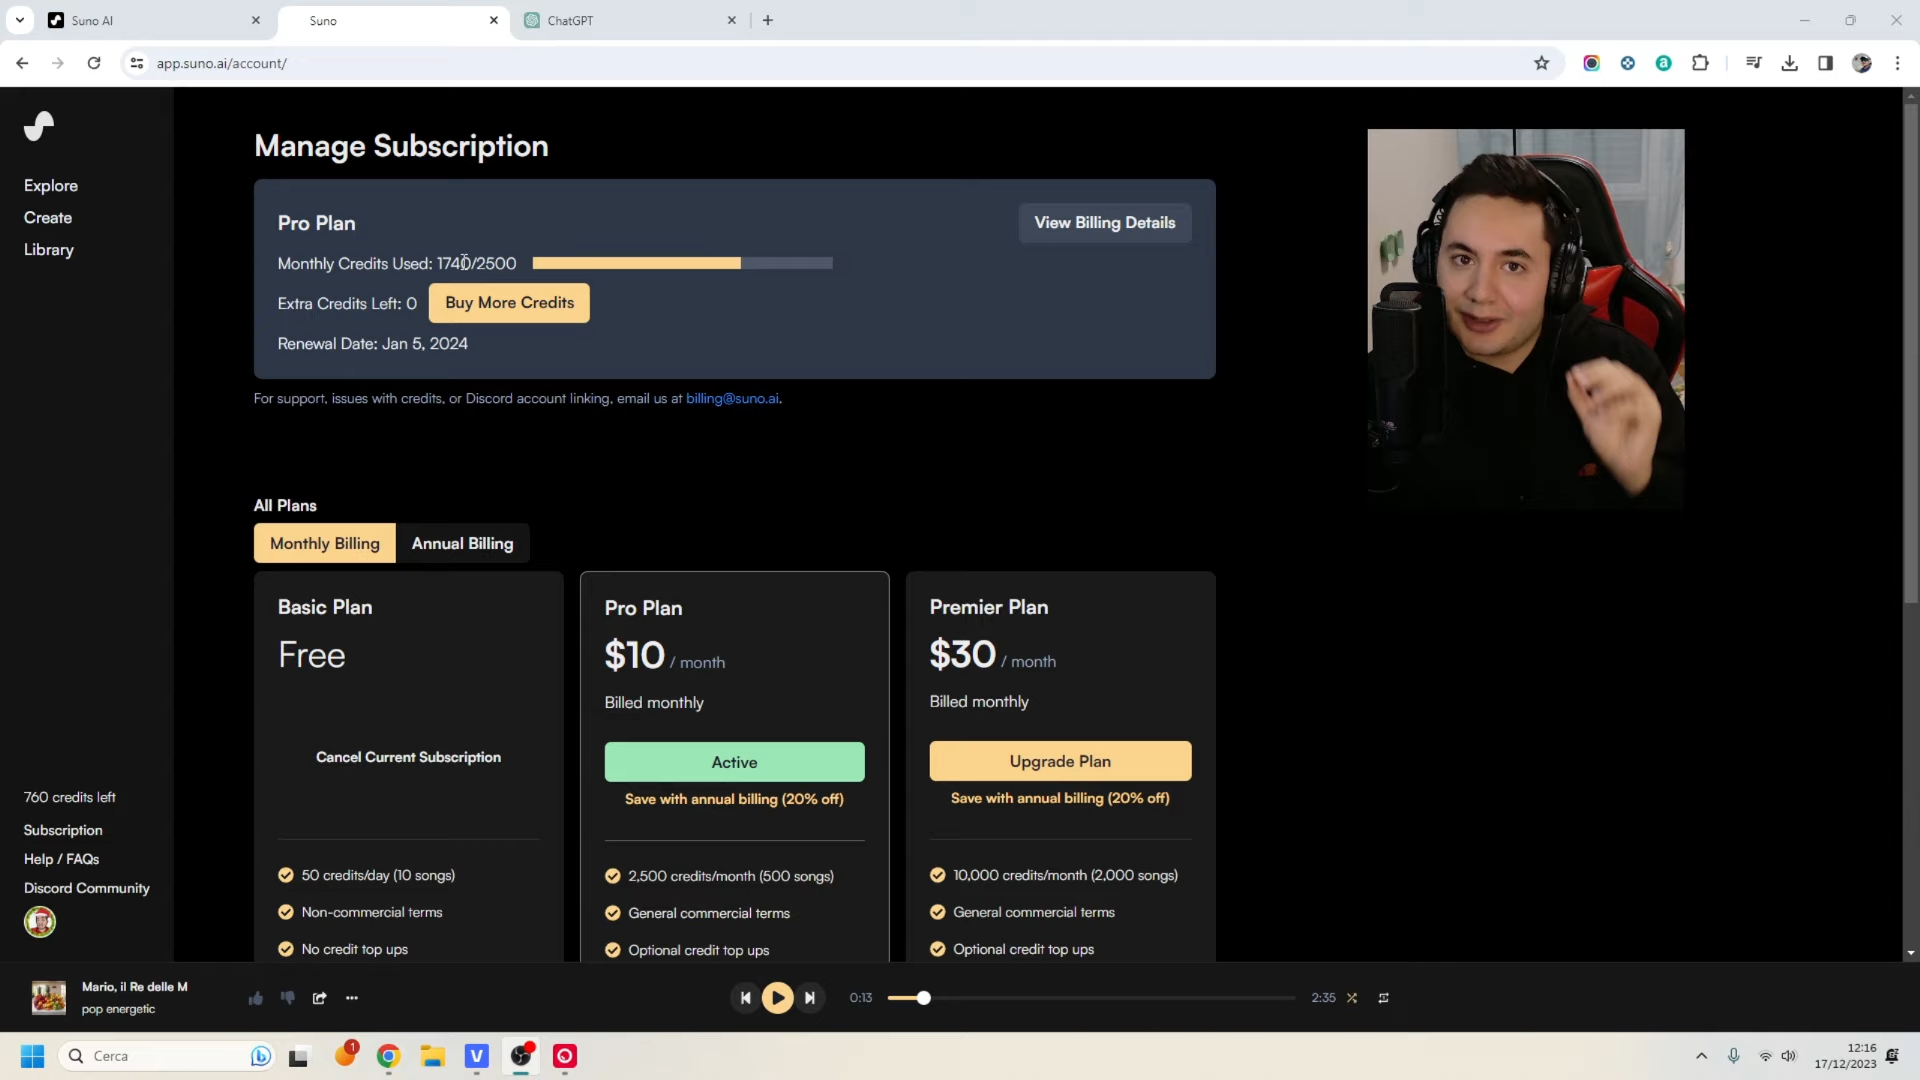 Suno AI
Suno
ChatGPT
app.suno.ai/account/
Explore
Create
Library
760 credits left
Subscription
Help / FAQs
Discord Community
Manage Subscription
Pro Plan
View Billing Details
Monthly Credits Used: 1740/2500
Extra Credits Left: 0
Buy More Credits
Renewal Date: Jan 5, 2024
For support, issues with credits, or Discord account linking, email us at billing@suno.ai.
All Plans
Monthly Billing
Annual Billing
Basic Plan
Free
Cancel Current Subscription
50 credits/day (10 songs)
Non-commercial terms
No credit top ups
Pro Plan
$10 / month
Billed monthly
Active
Save with annual billing (20% off)
2,500 credits/month (500 songs)
General commercial terms
Optional credit top ups
Premier Plan
$30 / month
Billed monthly
Upgrade Plan
Save with annual billing (20% off)
10,000 credits/month (2,000 songs)
General commercial terms
Optional credit top ups
Mario, il Re delle M
pop energetic
0:13
2:35
Cerca
1
V
12:16
17/12/2023